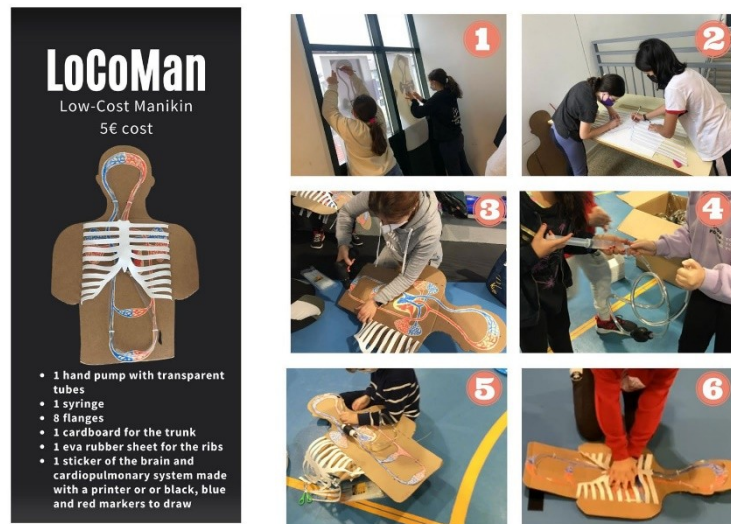 LoCoMan
Low-Cost Manikin
5€ cost
• 1 hand pump with transparent
tubes
• 1 syringe
• 8 flanges
• 1 cardboard for the trunk
• 1 eva rubber sheet for the ribs
• 1 sticker of the brain and
cardiopulmonary system made
with a printer or or black, blue
and red markers to draw
1
2
3
4
5
6